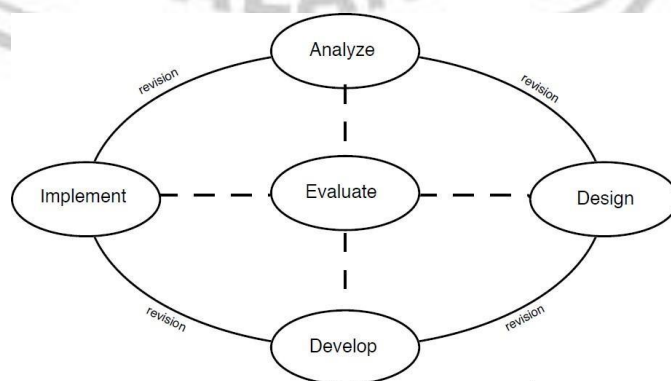 Analyze
revision
revision
Implement
Evaluate
Design
revision
revision
Develop